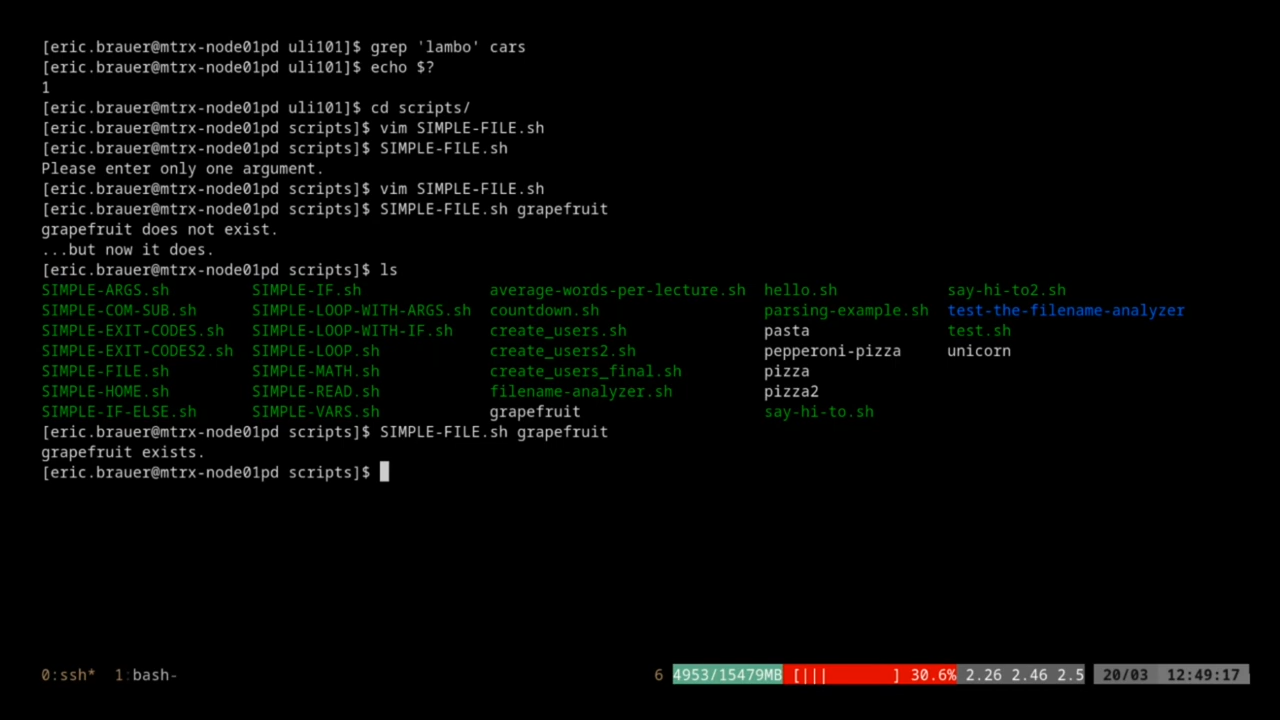 [eric.brauer@mtrx-node01pd uli101]$ grep 'lambo' cars
[eric.brauer@mtrx-node01pd uli101]$ echo $?
1
[eric.brauer@mtrx-node01pd uli101]$ cd scripts/
[eric.brauer@mtrx-node01pd scripts]$ vim SIMPLE-FILE.sh
[eric.brauer@mtrx-node01pd scripts]$ SIMPLE-FILE.sh
Please enter only one argument.
[eric.brauer@mtrx-node01pd scripts]$ vim SIMPLE-FILE.sh
[eric.brauer@mtrx-node01pd scripts]$ SIMPLE-FILE.sh grapefruit
grapefruit does not exist.
...but now it does.
[eric.brauer@mtrx-node01pd scripts]$ ls
SIMPLE-ARGS.sh SIMPLE-IF.sh average-words-per-lecture.sh hello.sh say-hi-to2.sh
SIMPLE-COM-SUB.sh SIMPLE-LOOP-WITH-ARGS.sh countdown.sh parsing-example.sh test-the-filename-analyzer
SIMPLE-EXIT-CODES.sh SIMPLE-LOOP-WITH-IF.sh create_users.sh pasta test.sh
SIMPLE-EXIT-CODES2.sh SIMPLE-LOOP.sh create_users2.sh pepperoni-pizza unicorn
SIMPLE-FILE.sh SIMPLE-MATH.sh create_users_final.sh pizza
SIMPLE-HOME.sh SIMPLE-READ.sh filename-analyzer.sh pizza2
SIMPLE-IF-ELSE.sh SIMPLE-VARS.sh grapefruit say-hi-to.sh
[eric.brauer@mtrx-node01pd scripts]$ SIMPLE-FILE.sh grapefruit
grapefruit exists.
[eric.brauer@mtrx-node01pd scripts]$
0:ssh* 1:bash- 6 4953/15479MB [||| ] 30.6% 2.26 2.46 2.5 20/03 12:49:17